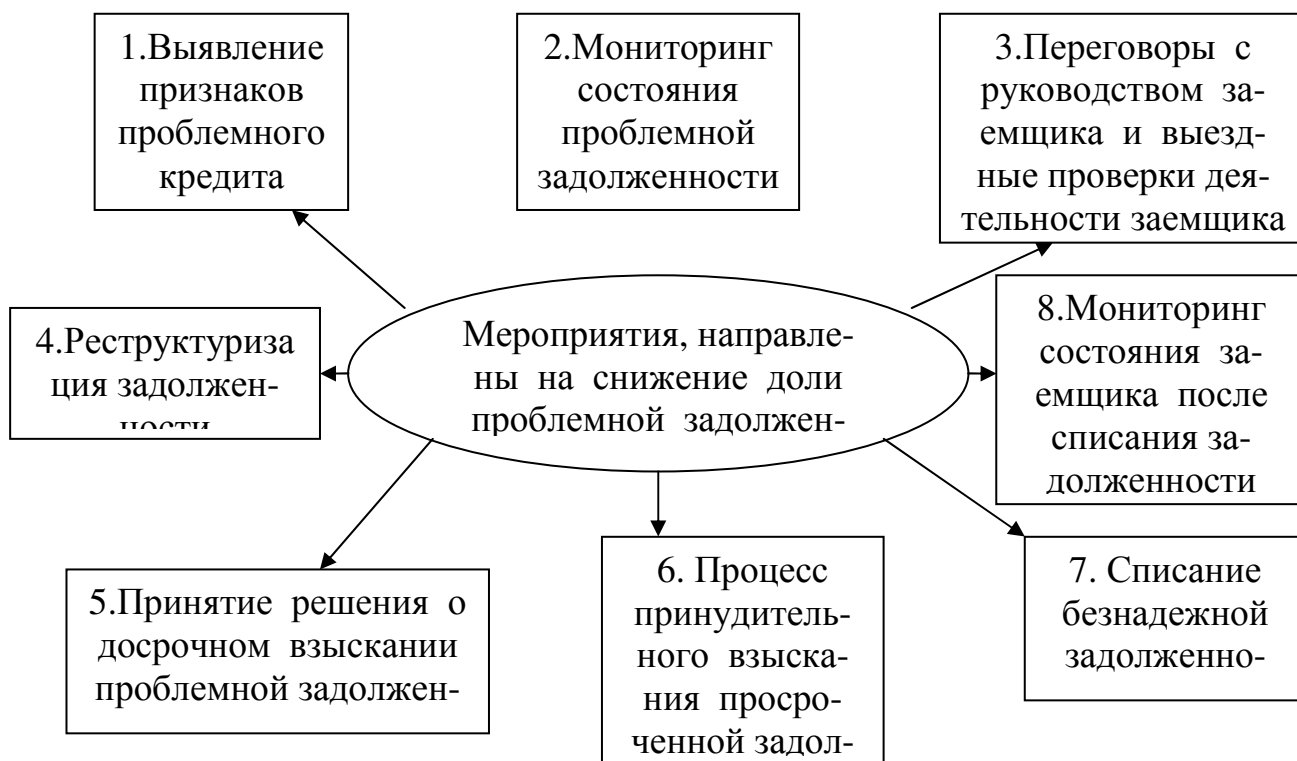 1.Выявление
признаков
проблемного
кредита
2.Мониторинг
состояния
проблемной
задолженности
3.Переговоры с
руководством за-
емщика и выезд-
ные проверки дея-
тельности заемщика
4.Реструктуриза
ция задолжен-
ности
Мероприятия, направле-
ны на снижение доли
проблемной задолжен-
8.Мониторинг
состояния за-
емщика после
списания за-
долженности
5.Принятие решения о
досрочном взыскании
проблемной задолжен-
6. Процесс
принудитель-
ного взыска-
ния просро-
ченной задол-
7. Списание
безнадежной
задолженно-